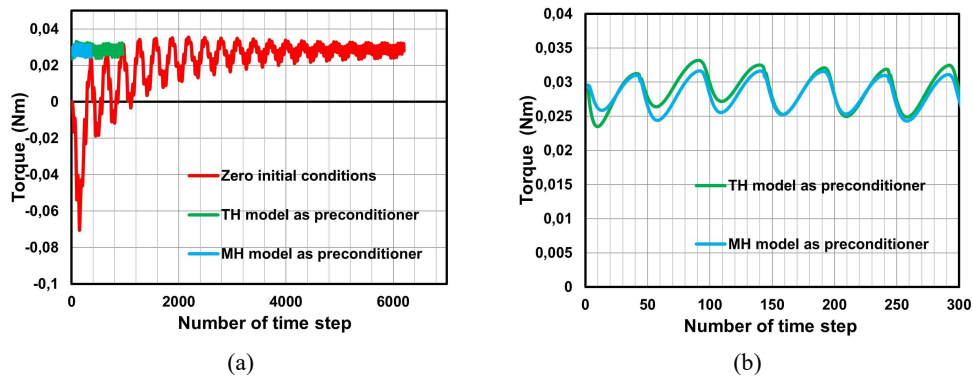 0,04
0,02
0
-0,02
-0,04
-0,06
-0,08
-0,1
Torque (Nm)
Zero initial conditions
TH model as preconditioner
MH model as preconditioner
0 2000 4000 6000
Number of time step
(a)
0,04
0,035
0,03
0,025
0,02
0,015
0,01
0,005
0
Torque (Nm)
TH model as preconditioner
MH model as preconditioner
0 50 100 150 200 250 300
Number of time step
(b)